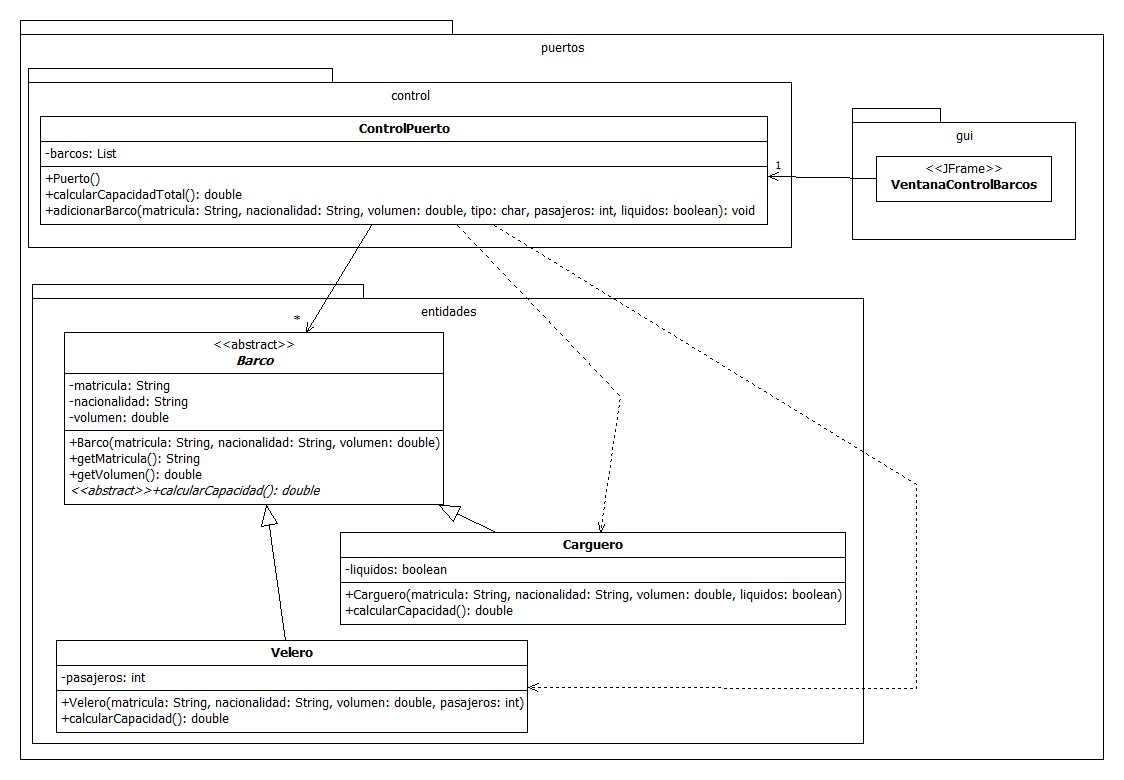 puertos
control
ControlPuerto
-barcos: List
+Puerto()
+calcularCapacidadTotal(): double
+adicionarBarco(matricula: String, nacionalidad: String, volumen: double, tipo: char, pasajeros: int, liquidos: boolean): void
1
gui
<<JFrame>>
VentanaControlBarcos
entidades
*
<<abstract>>
Barco
-matricula: String
-nacionalidad: String
-volumen: double
+Barco(matricula: String, nacionalidad: String, volumen: double)
+getMatricula(): String
+getVolumen(): double
<<abstract>>+calcularCapacidad(): double
Carguero
-liquidos: boolean
+Carguero(matricula: String, nacionalidad: String, volumen: double, liquidos: boolean)
+calcularCapacidad(): double
Velero
-pasajeros: int
+Velero(matricula: String, nacionalidad: String, volumen: double, pasajeros: int)
+calcularCapacidad(): double